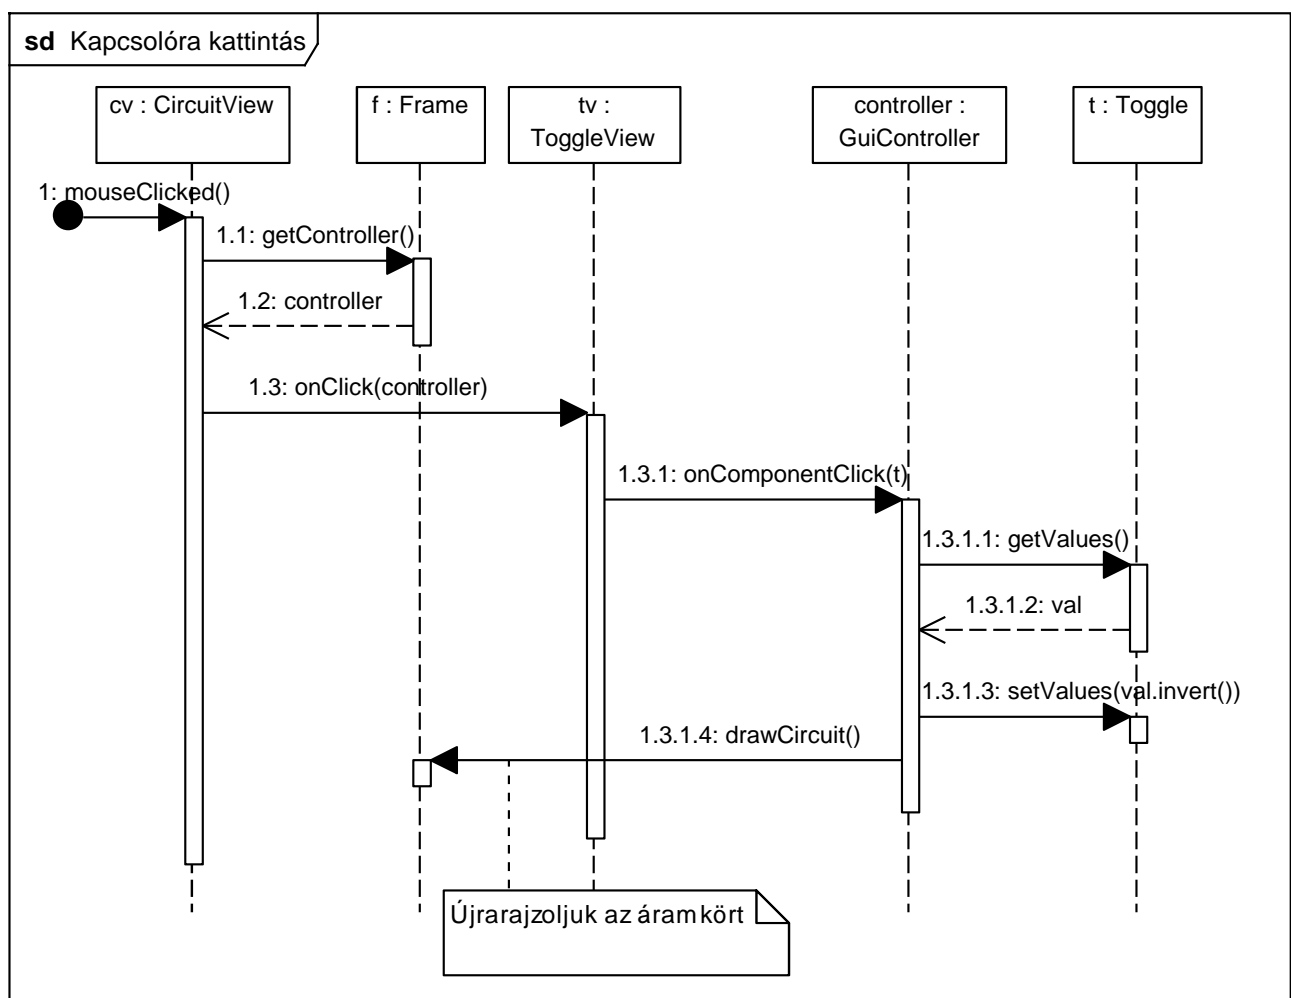 sd Kapcsolóra kattintás
cv : CircuitView
f : Frame
tv :
ToggleView
controller :
GuiController
t : Toggle
1: mouseClicked()
1.1: getController()
1.2: controller
1.3: onClick(controller)
1.3.1: onComponentClick(t)
1.3.1.1: getValues()
1.3.1.2: val
1.3.1.3: setValues(val.invert())
1.3.1.4: drawCircuit()
Újrarajzoljuk az áramkört